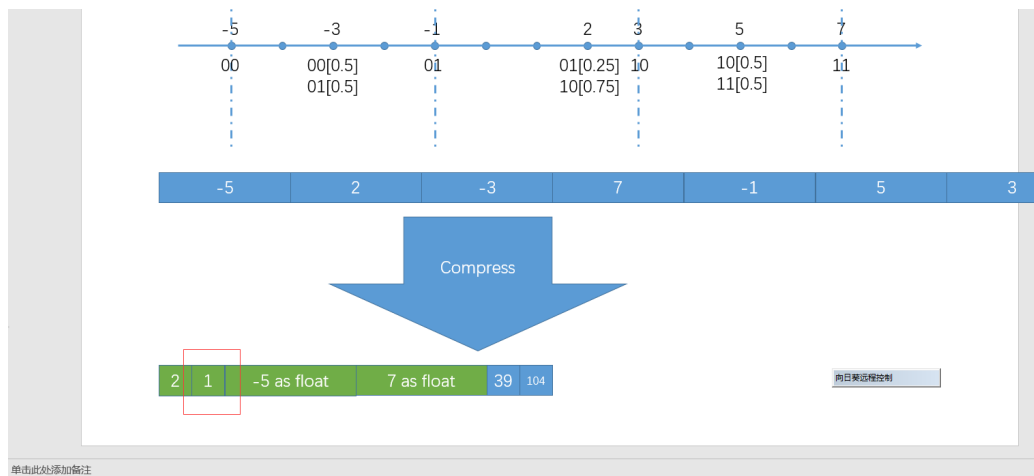 -5 -3 -1 2 3 5 7
00 00[0.5] 01 01[0.25] 10 10[0.5] 11
01[0.5] 10[0.75] 11[0.5]
-5 2 -3 7 -1 5 3
Compress
2 1 -5 as float 7 as float 39 104
向日葵远程控制
单击此处添加备注